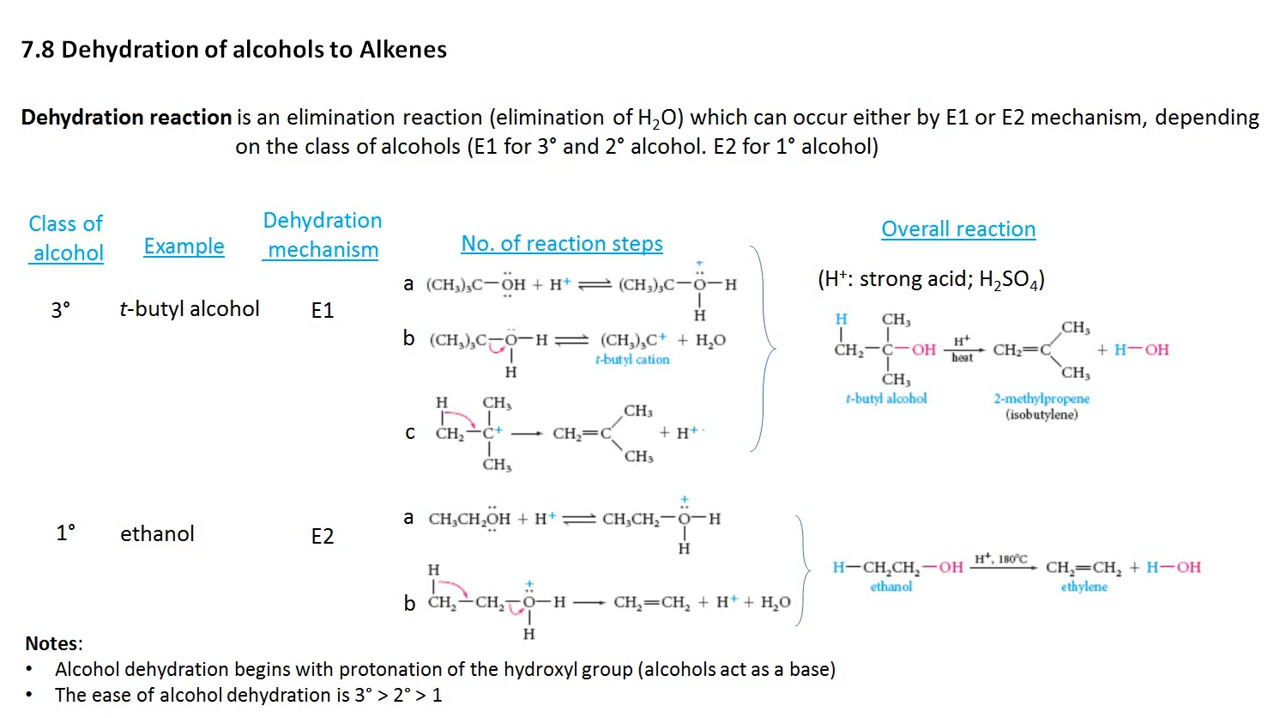 7.8 Dehydration of alcohols to Alkenes
Dehydration reaction is an elimination reaction (elimination of H₂O) which can occur either by E1 or E2 mechanism, depending
on the class of alcohols (E1 for 3° and 2° alcohol. E2 for 1° alcohol)
Class of
alcohol
Example
Dehydration
mechanism
No. of reaction steps
Overall reaction
3°
t-butyl alcohol
E1
a (CH₃)₃C—ÖH + H⁺ ⇌ (CH₃)₃C—O—H
+
H
b (CH₃)₃C—O—H ⇌ (CH₃)₃C⁺ + H₂O
H
t-butyl cation
H CH₃
c CH₂—C⁺ → CH₂=C + H⁺
CH₃
CH₃
CH₃
(H⁺: strong acid; H₂SO₄)
H CH₃
CH₂—C—OH H⁺ heat → CH₂=C + H—OH
CH₃
CH₃
CH₃
t-butyl alcohol
2-methylpropene
(isobutylene)
1°
ethanol
E2
a CH₃CH₂ÖH + H⁺ ⇌ CH₃CH₂—O—H
+
H
H
b CH₂—CH₂—O—H → CH₂=CH₂ + H⁺ + H₂O
+
H
H—CH₂CH₂—OH H⁺, 180°C → CH₂=CH₂ + H—OH
ethanol
ethylene
Notes:
• Alcohol dehydration begins with protonation of the hydroxyl group (alcohols act as a base)
• The ease of alcohol dehydration is 3° > 2° > 1